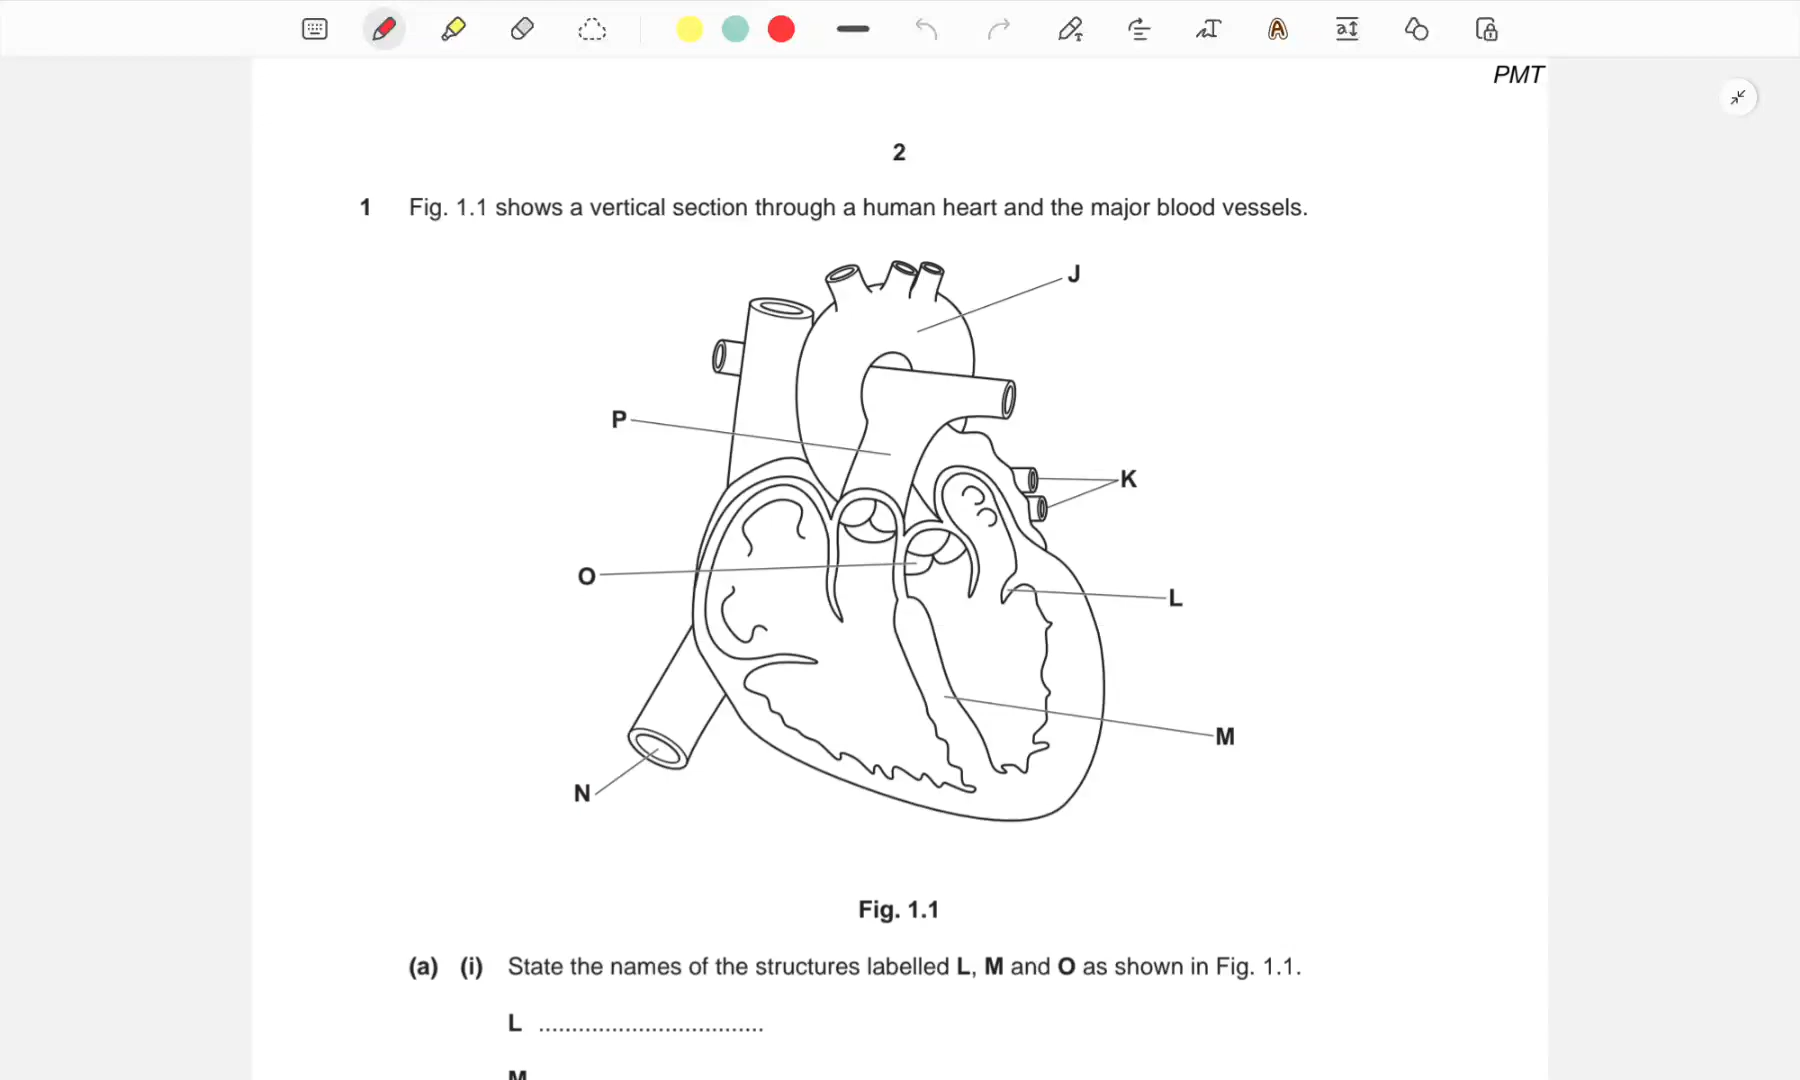 PMT
2
1 Fig. 1.1 shows a vertical section through a human heart and the major blood vessels.
J
P
K
O
L
M
N
Fig. 1.1
(a) (i) State the names of the structures labelled L, M and O as shown in Fig. 1.1.
L ..................................
M